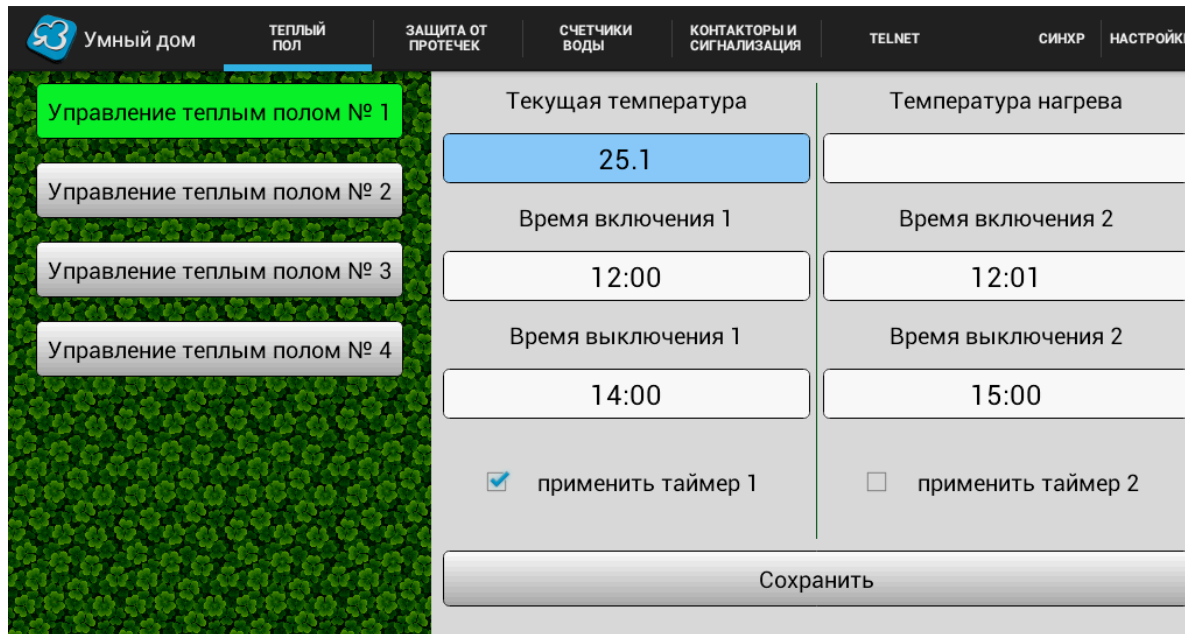 Умный дом
ТЕПЛЫЙ
ПОЛ
ЗАЩИТА ОТ
ПРОТЕЧЕК
СЧЕТЧИКИ
ВОДЫ
КОНТАКТОРЫ И
СИГНАЛИЗАЦИЯ
TELNET
СИНХР
НАСТРОЙКИ
Управление теплым полом № 1
Управление теплым полом № 2
Управление теплым полом № 3
Управление теплым полом № 4
Текущая температура
Температура нагрева
25.1
Время включения 1
Время включения 2
12:00
12:01
Время выключения 1
Время выключения 2
14:00
15:00
применить таймер 1
применить таймер 2
Сохранить